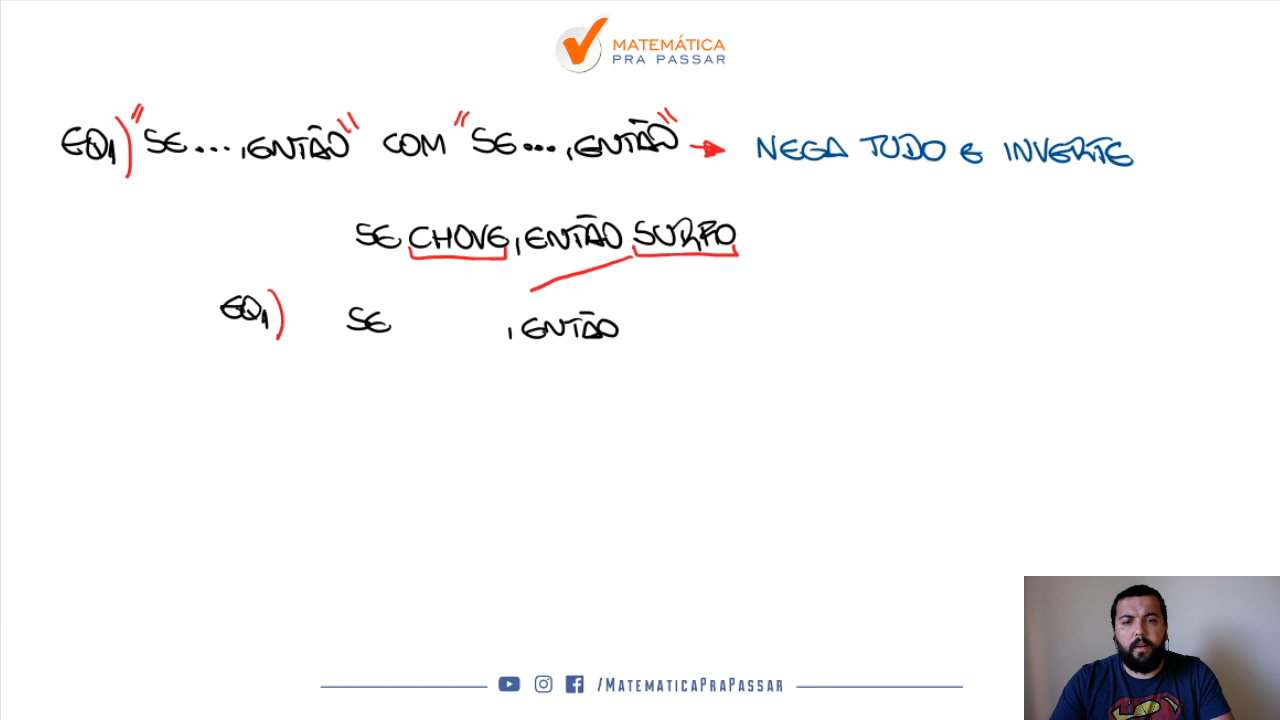 MATEMÁTICA
PRA PASSAR
EQ1) "SE...,ENTÃO" COM "SE...,ENTÃO" → NEGA TUDO E INVERTE
SE CHOVE, ENTÃO SURFO
EQ1) SE , ENTÃO
/MATEMATICAPRAPASSAR